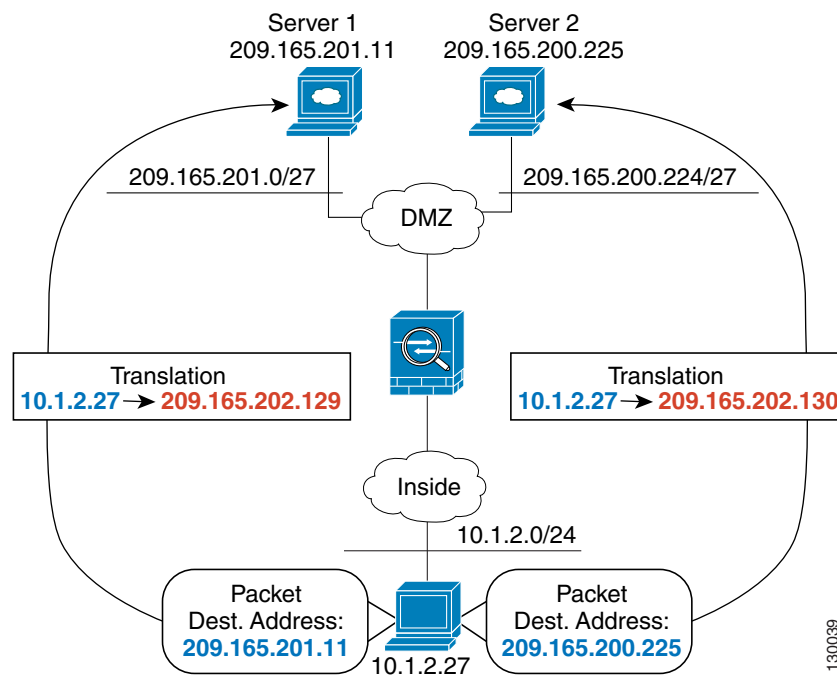 Server 1
209.165.201.11
Server 2
209.165.200.225
209.165.201.0/27
209.165.200.224/27
DMZ
Translation
10.1.2.27 209.165.202.129
Translation
10.1.2.27 209.165.202.130
Inside
10.1.2.0/24
Packet
Dest. Address:
209.165.201.11
Packet
Dest. Address:
209.165.200.225
10.1.2.27
130039